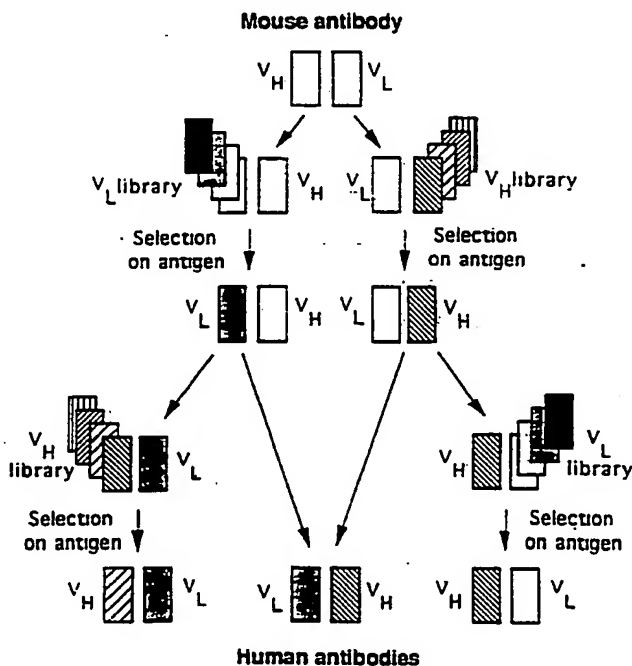 Mouse antibody
V H
V L
V L library
V H
V L
V H library
Selection on antigen
Selection on antigen
V L
V H
V L
V H
V H library
V L
V H
V L library
Selection on antigen
Selection on antigen
V H
V L
V L
V H
V H
V L
Human antibodies